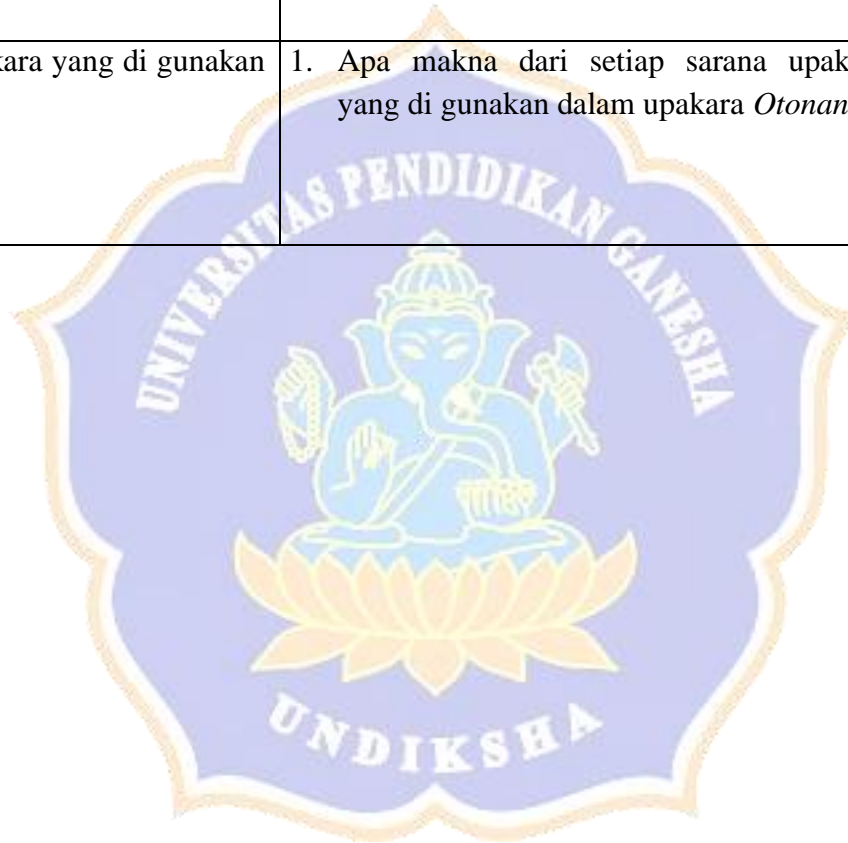 kara yang di gunakan
1. Apa makna dari setiap sarana upak
yang di gunakan dalam upakara Otonan
UNIVERSITAS PENDIDIKAN GANESHA
UNDIKSHA